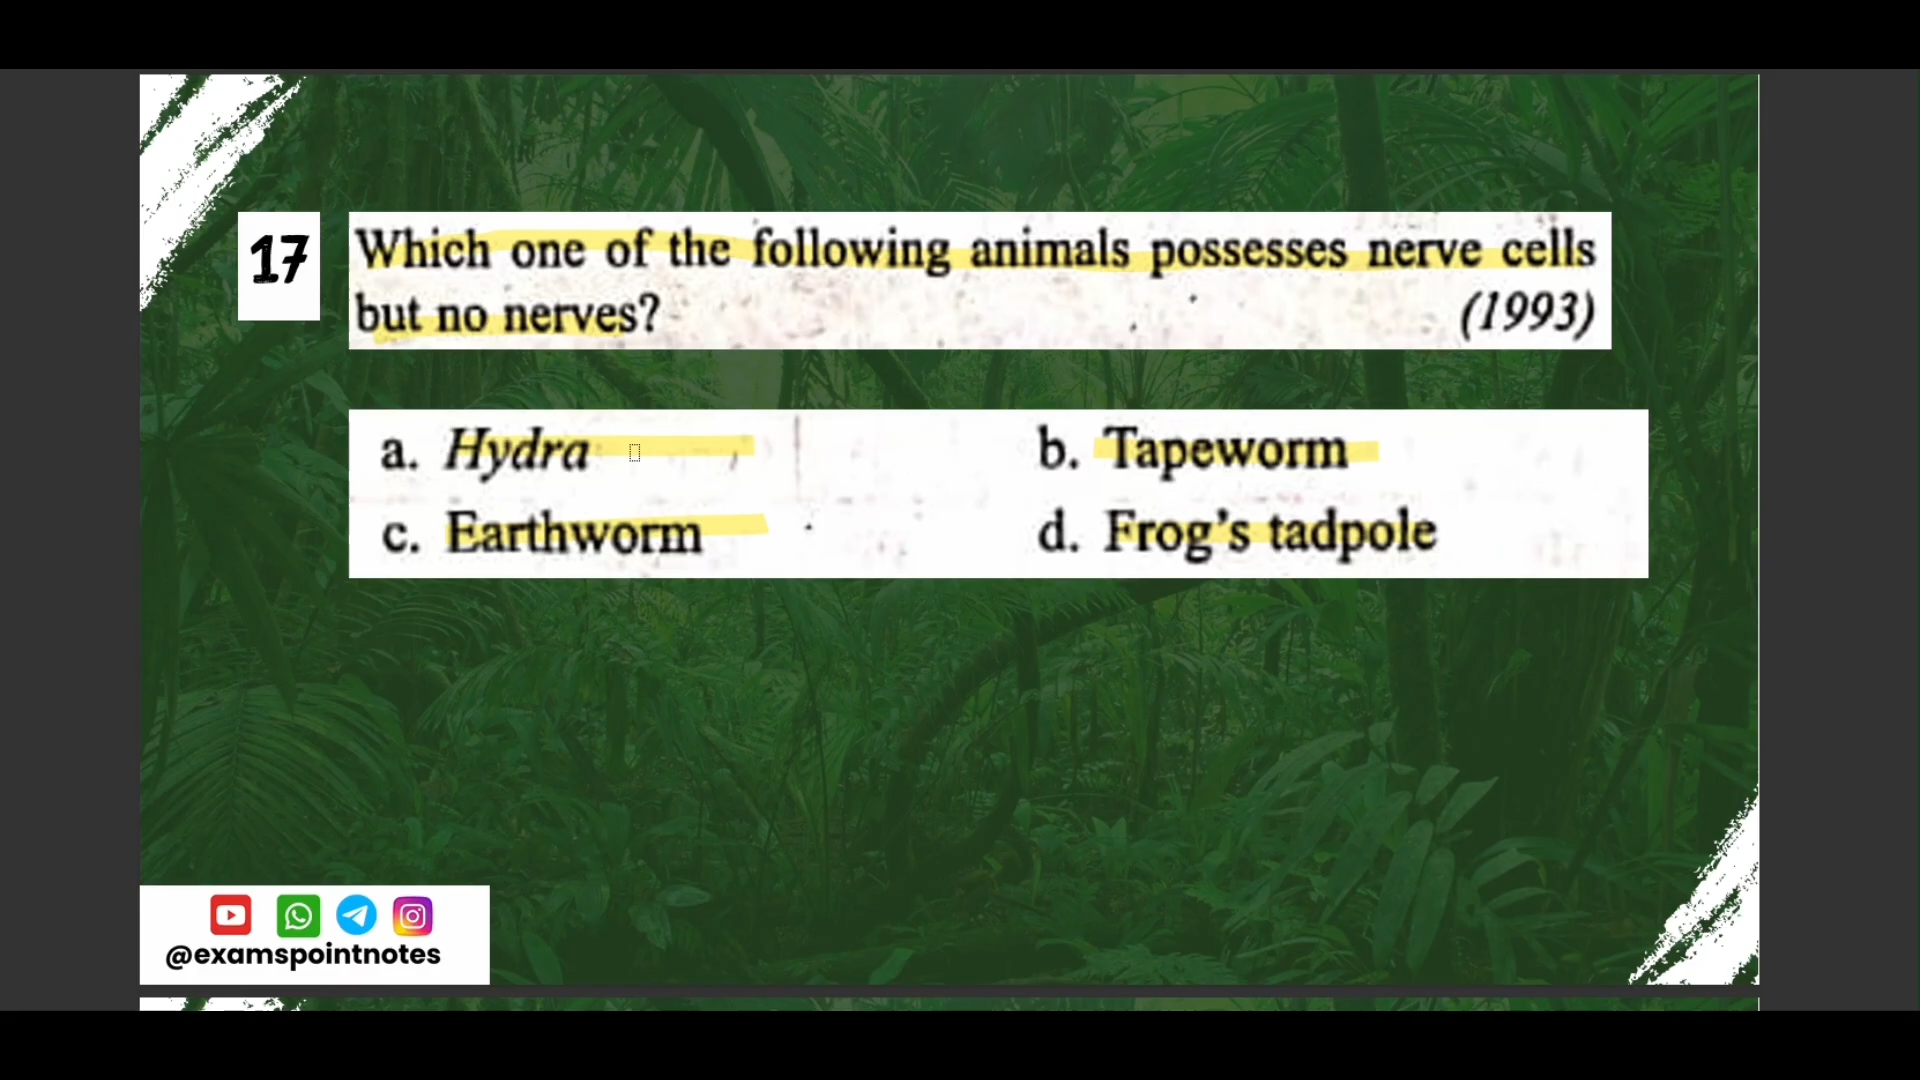 17
Which one of the following animals possesses nerve cells
but no nerves? (1993)
a. Hydra b. Tapeworm
c. Earthworm d. Frog's tadpole
@examspointnotes